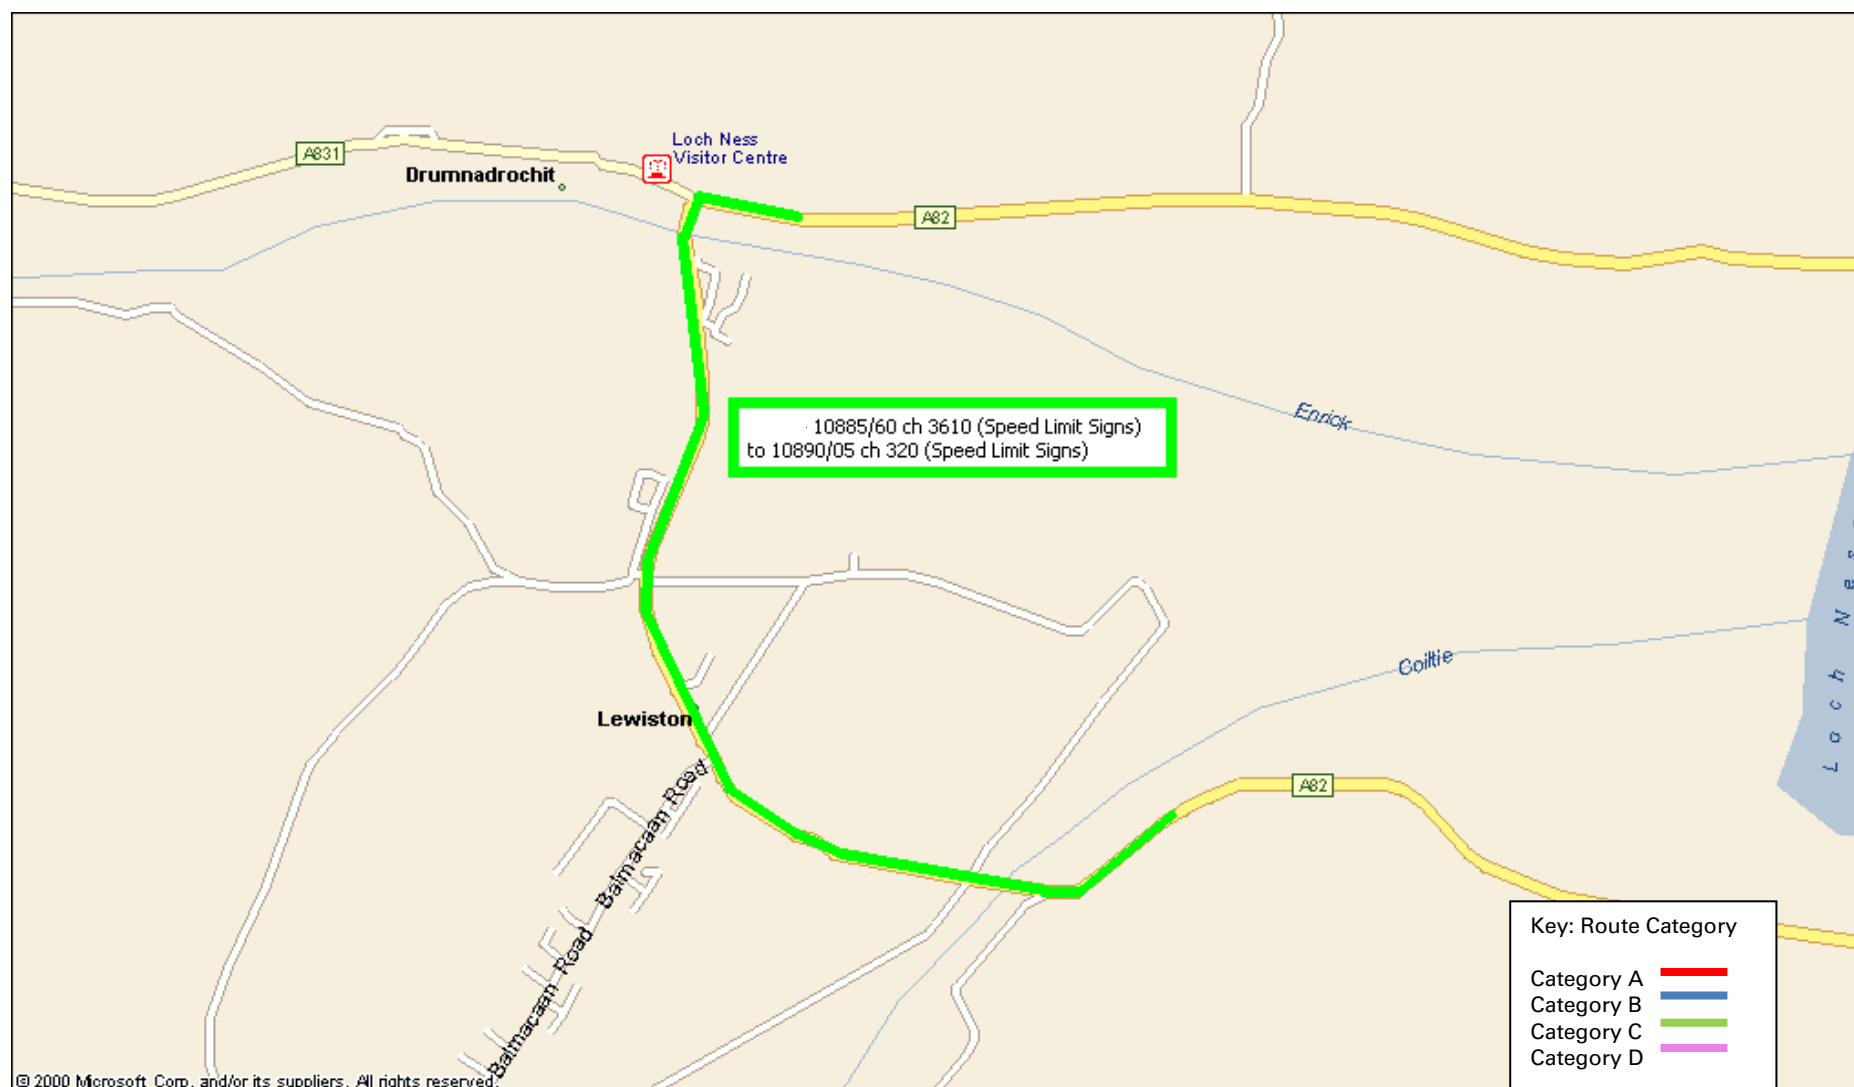 Loch Ness
Visitor Centre
A831
Drumnadrochit
A82
10885/60 ch 3610 (Speed Limit Signs)
to 10890/05 ch 320 (Speed Limit Signs)
Enrick
Loch Ness
Coiltie
Lewiston
Balmacaan Road
A82
Balmacaan Road
Key: Route Category
Category A
Category B
Category C
Category D
© 2000 Microsoft Corp. and/or its suppliers. All rights reserved.